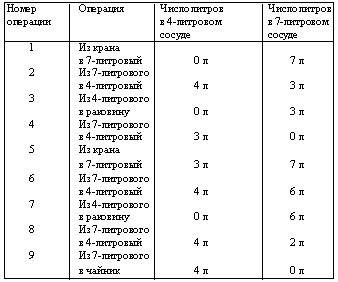 Номер Операция Число литров Число литров
операции в 4-литровом в 7-литровом
сосуде сосуде
1 Из крана
в 7-литровый 0 л 7 л
2 Из 7-литрового
в 4-литровый 4 л 3 л
3 Из 4-литрового
в раковину 0 л 3 л
4 Из 7-литрового
в 4-литровый 3 л 0 л
5 Из крана
в 7-литровый 3 л 7 л
6 Из 7-литрового
в 4-литровый 4 л 6 л
7 Из 4-литрового
в раковину 0 л 6 л
8 Из 7-литрового
в 4-литровый 4 л 2 л
9 Из 7-литрового
в чайник 4 л 0 л